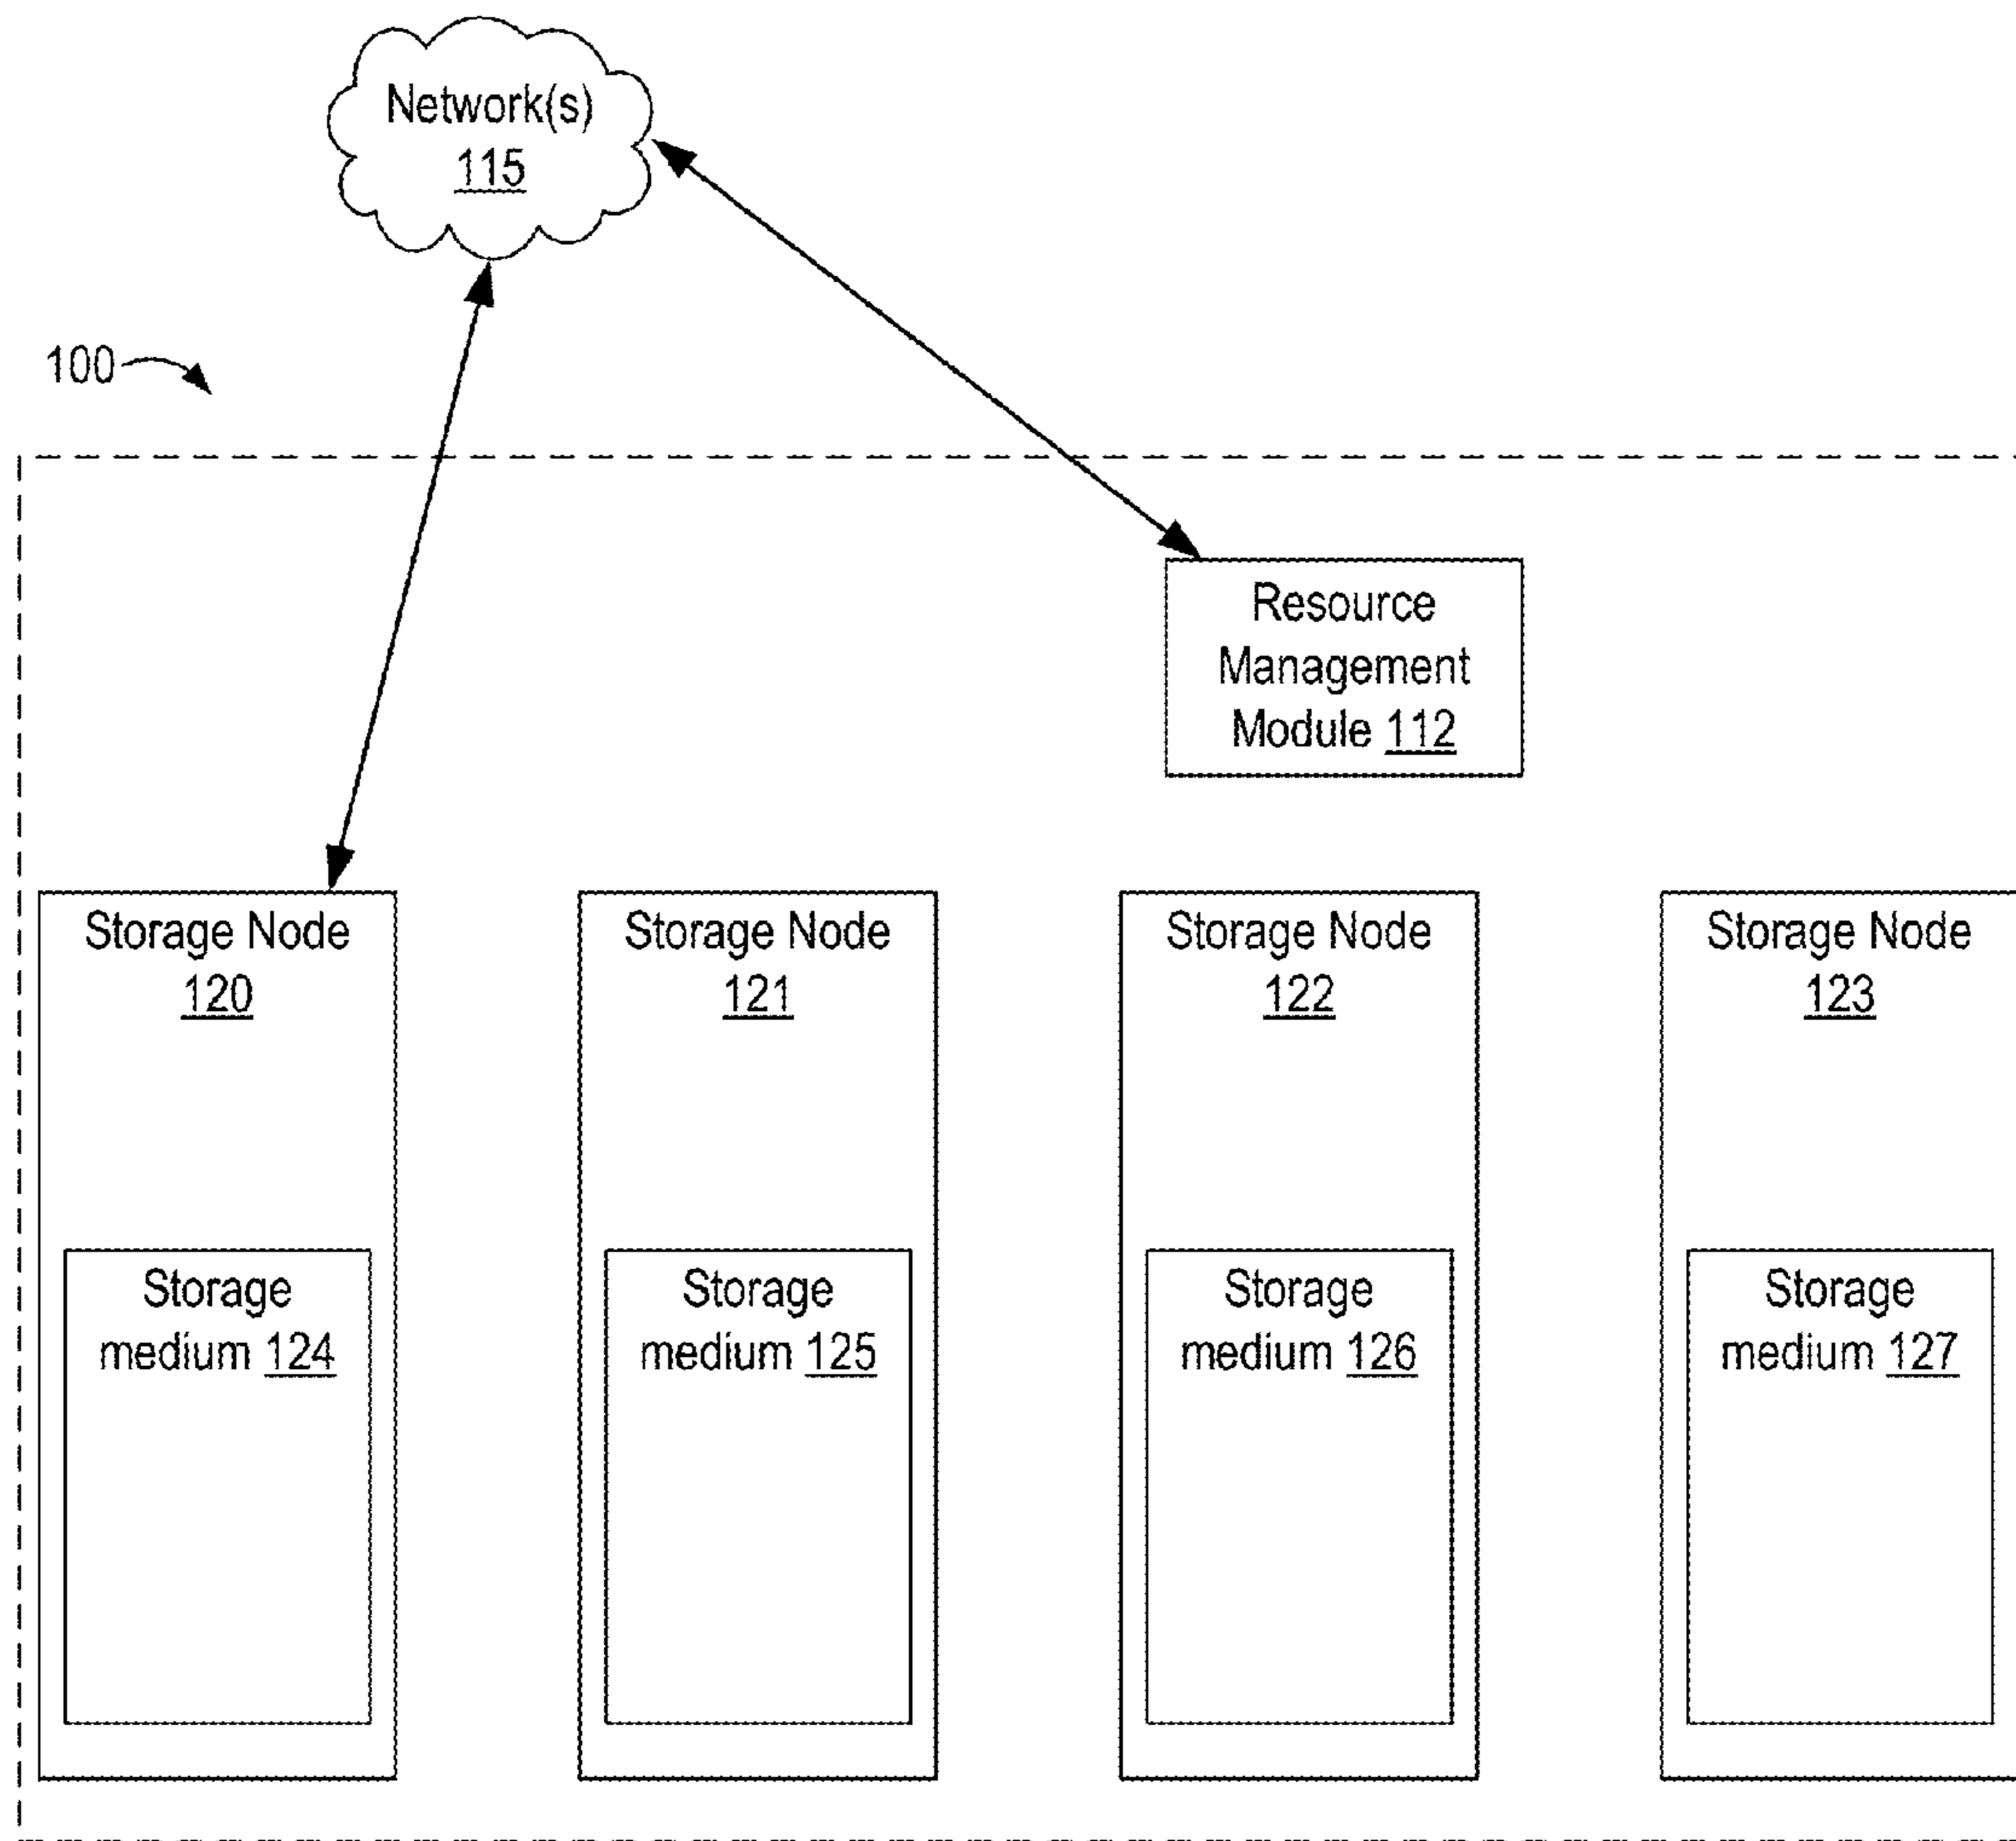 Network(s)
115
100
Resource
Management
Module 112
Storage Node
120
Storage Node
121
Storage Node
122
Storage Node
123
Storage
medium 124
Storage
medium 125
Storage
medium 126
Storage
medium 127